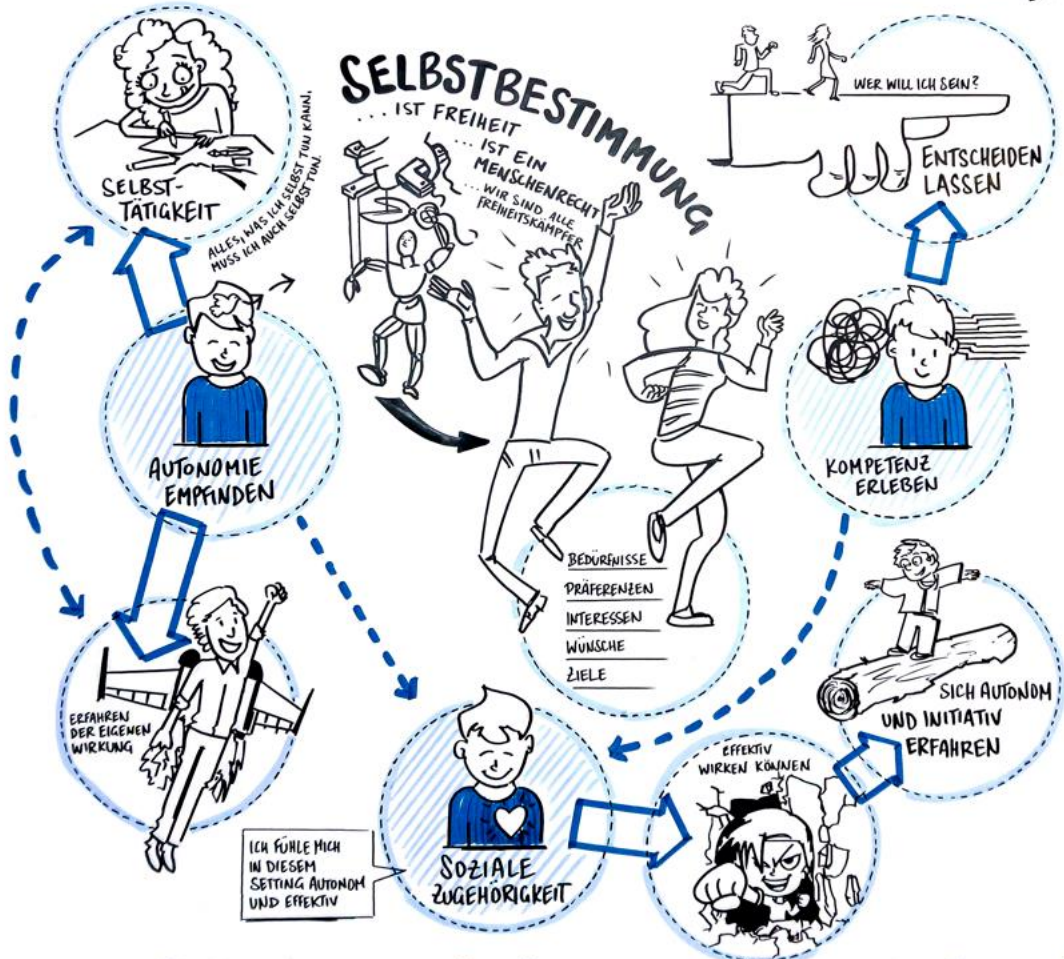 SELBSTBESTIMMUNG
... IST FREIHEIT
... IST EIN
MENSCHENRECHT
... WIR SIND ALLE
FREIHEITSKÄMPFER
SELBST-
TÄTIGKEIT
ALLES, WAS ICH SELBST TUN KANN,
MUSS ICH AUCH SELBST TUN.
AUTONOMIE
EMPFINDEN
ERFAHREN
DER EIGENEN
WIRKUNG
WER WILL ICH SEIN?
ENTSCHEIDEN
LASSEN
KOMPETENZ
ERLEBEN
BEDÜRFNISSE
PRÄFERENZEN
INTERESSEN
WÜNSCHE
ZIELE
SICH AUTONOM
UND INITIATIV
ERFAHREN
EFFEKTIV
WIRKEN KÖNNEN
SOZIALE
ZUGEHÖRIGKEIT
ICH FÜHLE MICH
IN DIESEM
SETTING AUTONOM
UND EFFEKTIV